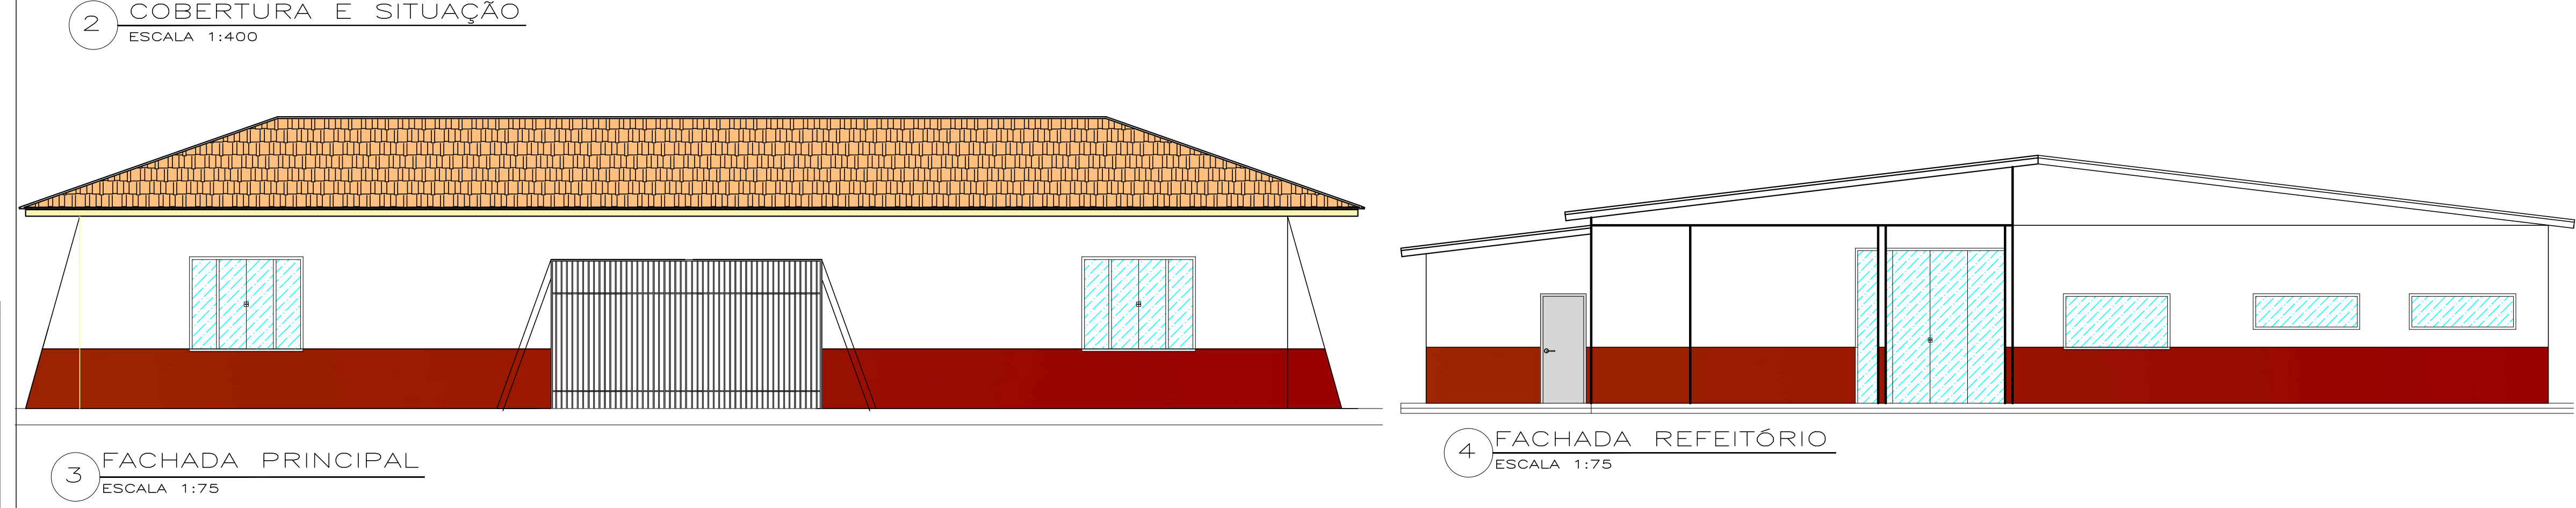 2
COBERTURA E SITUAÇÃO
ESCALA 1:400
3
FACHADA PRINCIPAL
ESCALA 1:75
4
FACHADA REFEITÓRIO
ESCALA 1:75